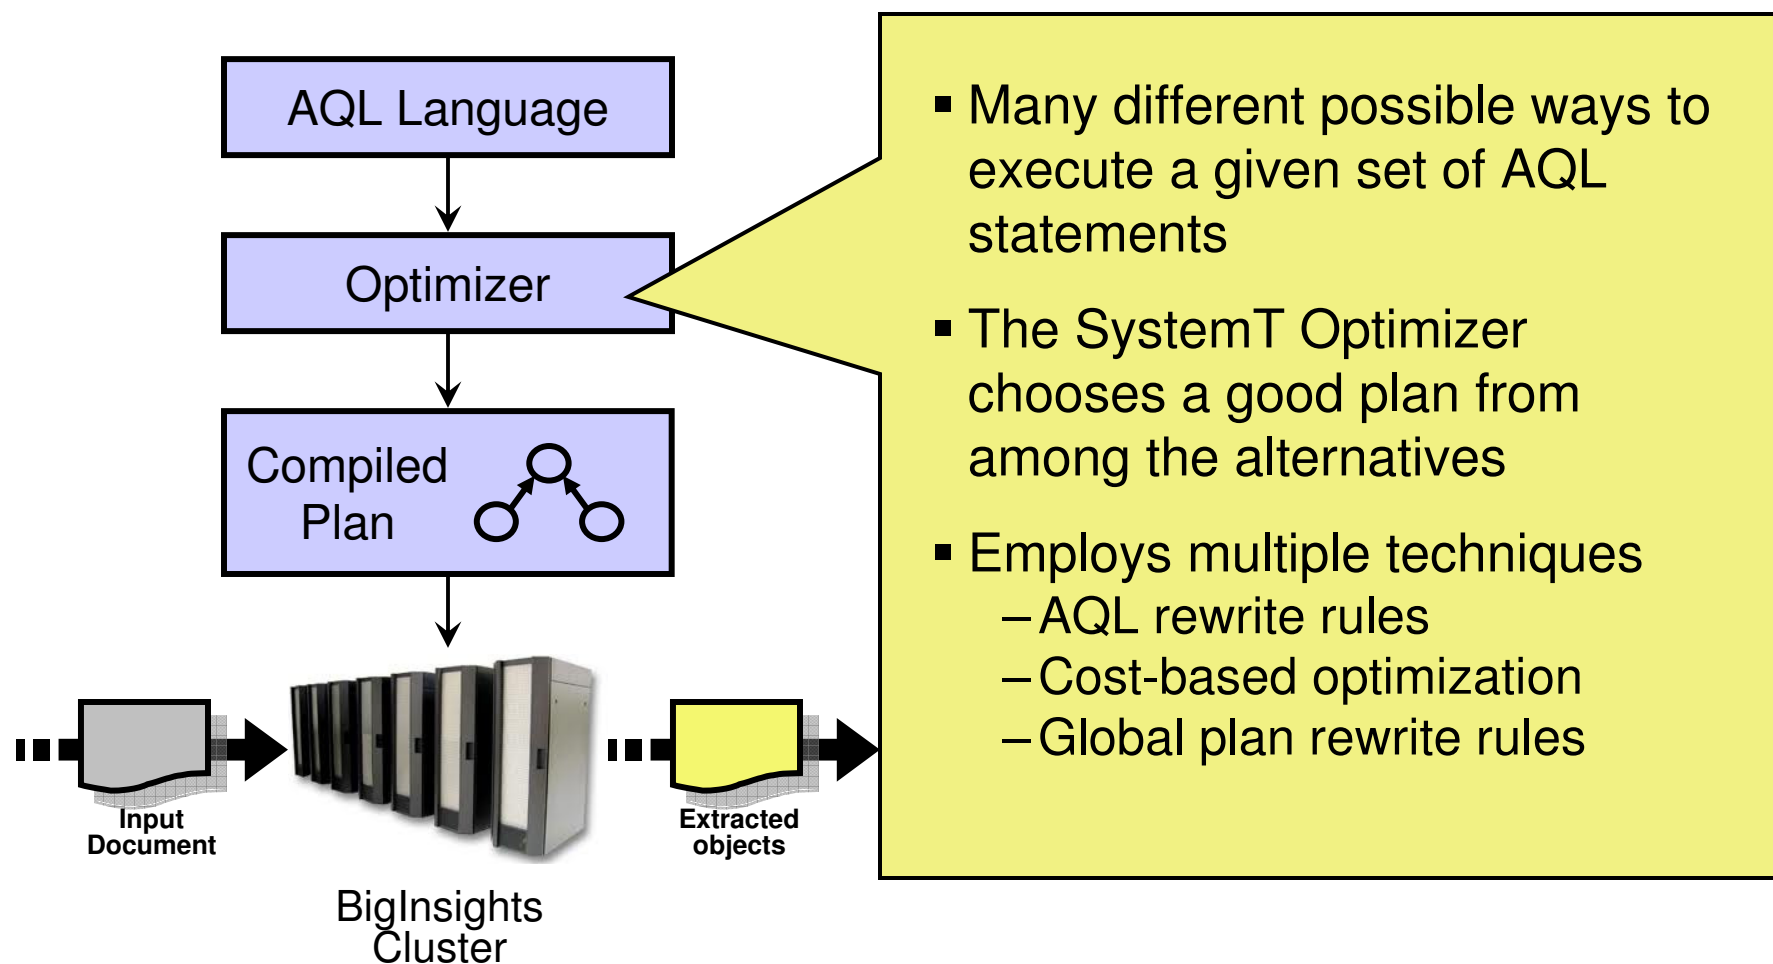 AQL Language
Optimizer
Compiled
Plan
Input
Document
BigInsights
Cluster
Extracted
objects
▪ Many different possible ways to
execute a given set of AQL
statements
▪ The SystemT Optimizer
chooses a good plan from
among the alternatives
▪ Employs multiple techniques
– AQL rewrite rules
– Cost-based optimization
– Global plan rewrite rules